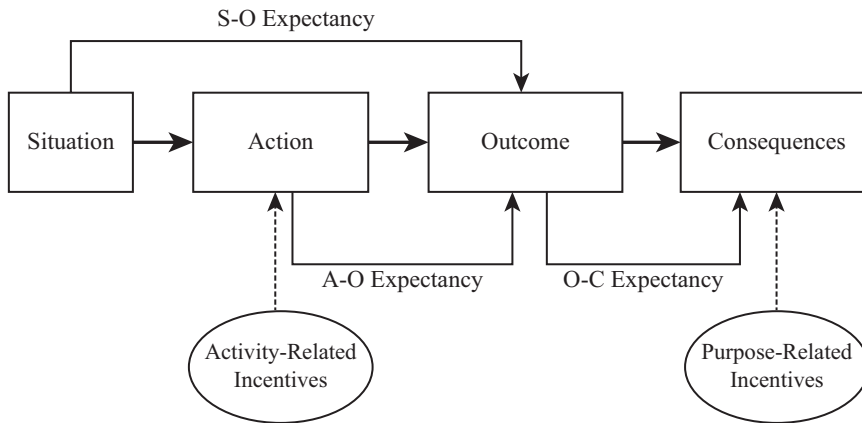 S-O Expectancy
Situation
Action
Outcome
Consequences
A-O Expectancy
O-C Expectancy
Activity-Related
Incentives
Purpose-Related
Incentives